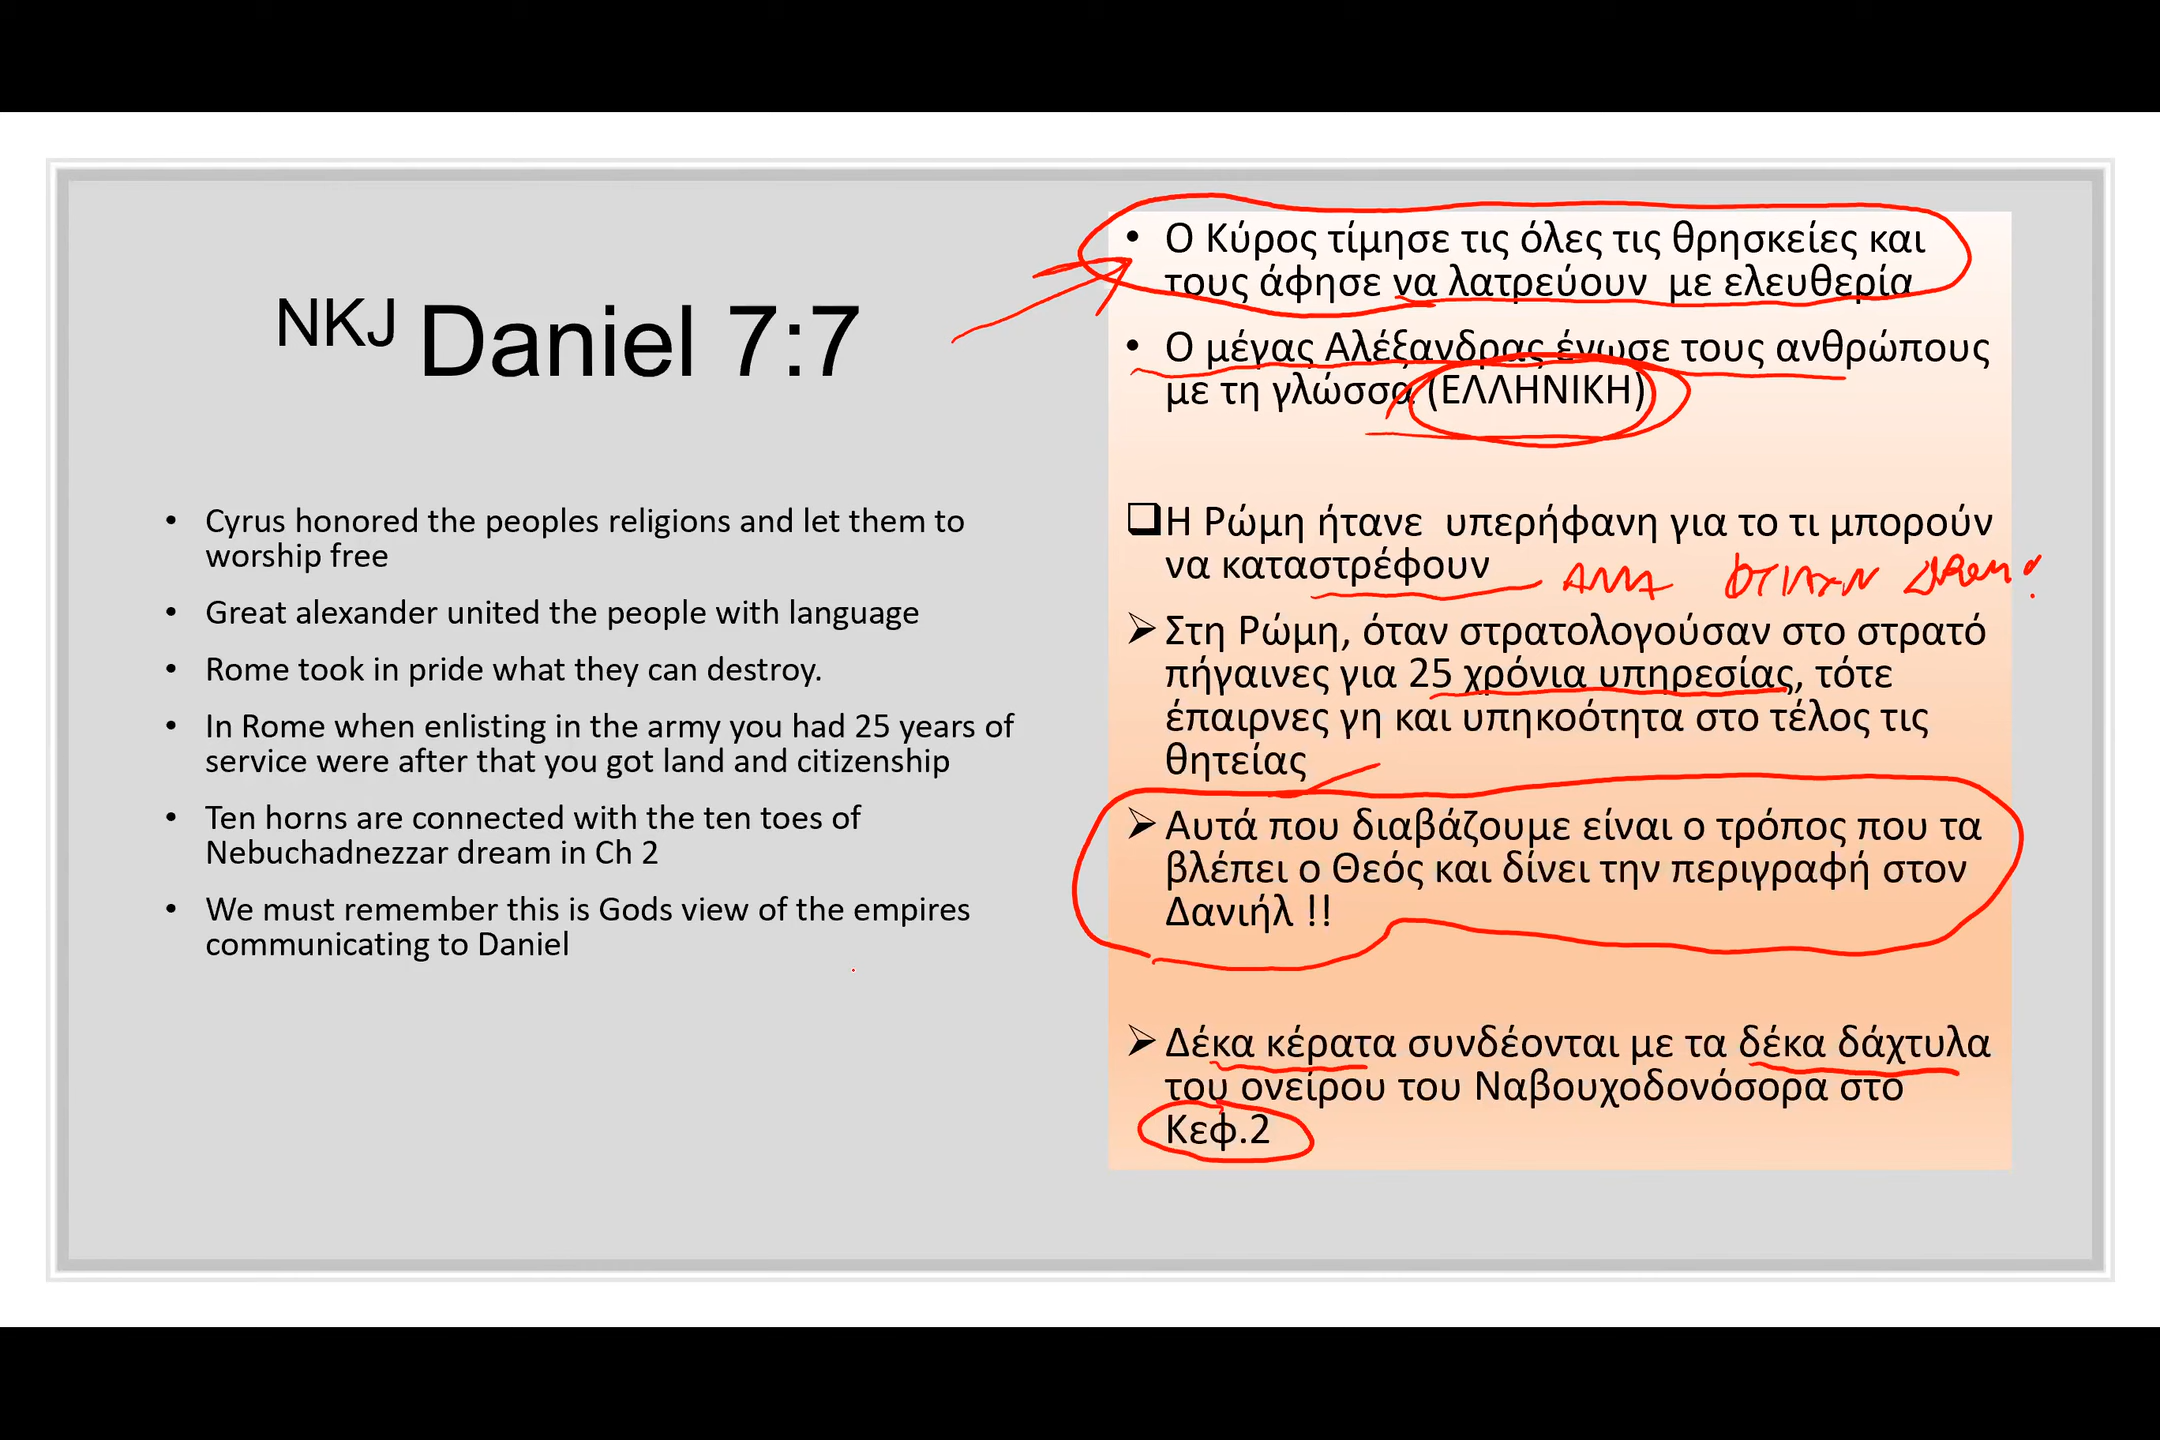 NKJ Daniel 7:7
• Cyrus honored the peoples religions and let them to
worship free
• Great alexander united the people with language
• Rome took in pride what they can destroy.
• In Rome when enlisting in the army you had 25 years of
service were after that you got land and citizenship
• Ten horns are connected with the ten toes of
Nebuchadnezzar dream in Ch 2
• We must remember this is Gods view of the empires
communicating to Daniel
• Ο Κύρος τίμησε τις όλες τις θρησκείες και
τους άφησε να λατρεύουν με ελευθερία
• Ο μέγας Αλέξανδρας ένωσε τους ανθρώπους
με τη γλώσσα (ΕΛΛΗΝΙΚΗ)
❑ Η Ρώμη ήτανε υπερήφανη για το τι μπορούν
να καταστρέφουν ΑΛΛΑ
➢ Στη Ρώμη, όταν στρατολογούσαν στο στρατό
πήγαινες για 25 χρόνια υπηρεσίας, τότε
έπαιρνες γη και υπηκοότητα στο τέλος τις
θητείας
➢ Αυτά που διαβάζουμε είναι ο τρόπος που τα
βλέπει ο Θεός και δίνει την περιγραφή στον
Δανιήλ !!
➢ Δέκα κέρατα συνδέονται με τα δέκα δάχτυλα
του ονείρου του Ναβουχοδονόσορα στο
Κεφ.2